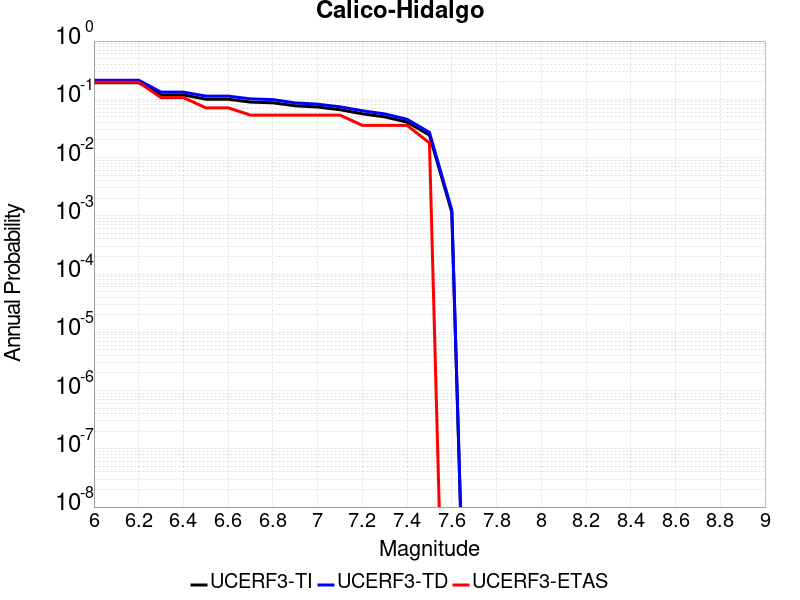 Calico-Hidalgo
10^0
10^-1
10^-2
10^-3
10^-4
10^-5
10^-6
10^-7
10^-8
Annual Probability
6 6.2 6.4 6.6 6.8 7 7.2 7.4 7.6 7.8 8 8.2 8.4 8.6 8.8 9
Magnitude
UCERF3-TI UCERF3-TD UCERF3-ETAS